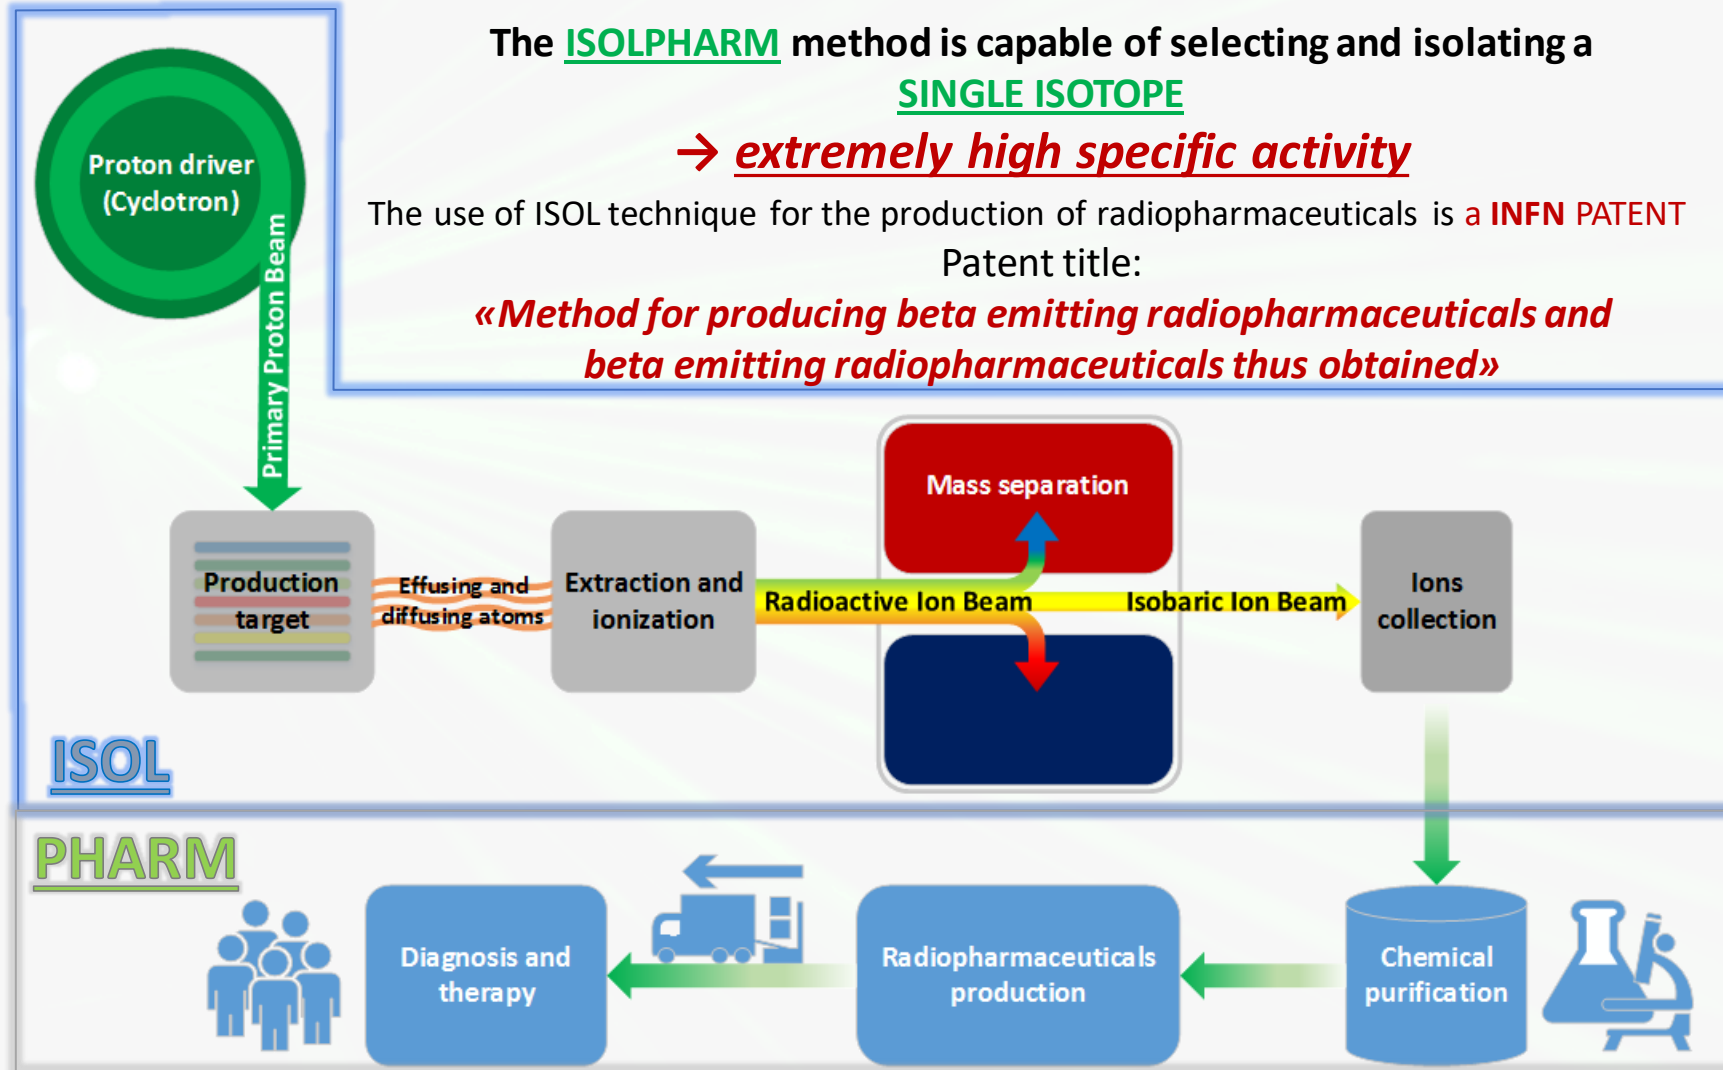 The ISOLPHARM method is capable of selecting and isolating a
SINGLE ISOTOPE
→ extremely high specific activity
The use of ISOL technique for the production of radiopharmaceuticals is a INFN PATENT
Patent title:
«Method for producing beta emitting radiopharmaceuticals and
beta emitting radiopharmaceuticals thus obtained»
Proton driver
(Cyclotron)
Primary Proton Beam
Production
target
Effusing and
diffusing atoms
Extraction and
ionization
Radioactive Ion Beam
Mass separation
Isobaric Ion Beam
Ions
collection
ISOL
PHARM
Diagnosis and
therapy
Radiopharmaceuticals
production
Chemical
purification